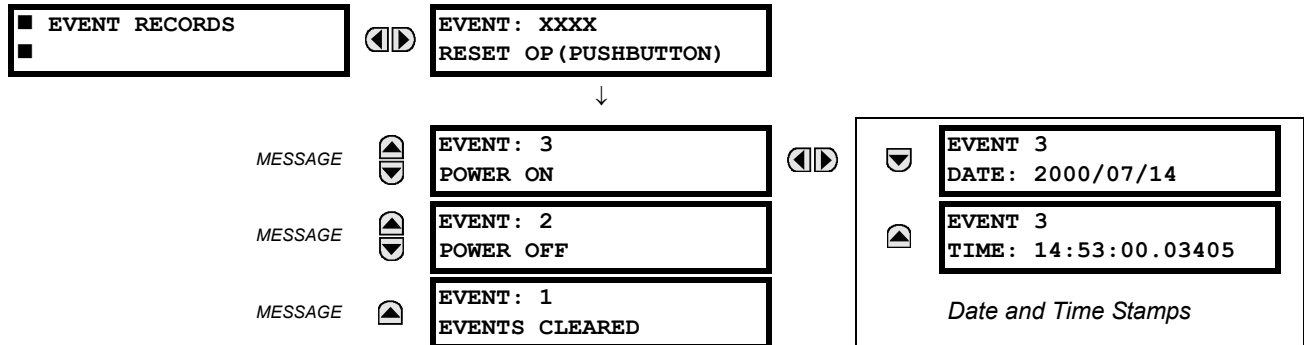 ■ EVENT RECORDS
■
EVENT: XXXX
RESET OP(PUSHBUTTON)
↓
MESSAGE
EVENT: 3
POWER ON
EVENT 3
DATE: 2000/07/14
MESSAGE
EVENT: 2
POWER OFF
EVENT 3
TIME: 14:53:00.03405
MESSAGE
EVENT: 1
EVENTS CLEARED
Date and Time Stamps